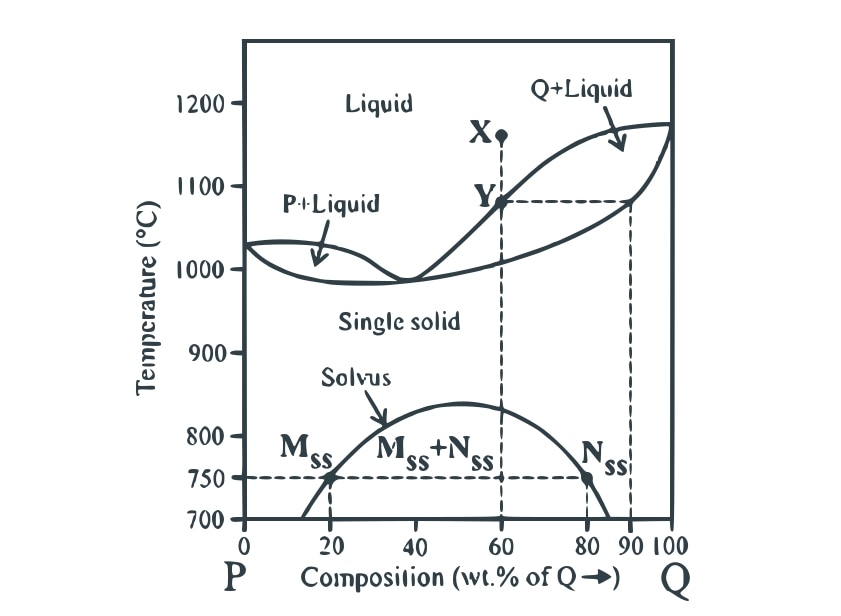 1200
Liquid
Q+Liquid
X
1100
Y
P+Liquid
1000
Single solid
900
Solvus
800
Mss
Mss+Nss
Nss
750
700
0 20 40 60 80 90 100
P Composition (wt.% of Q →) Q
Temperature (°C)